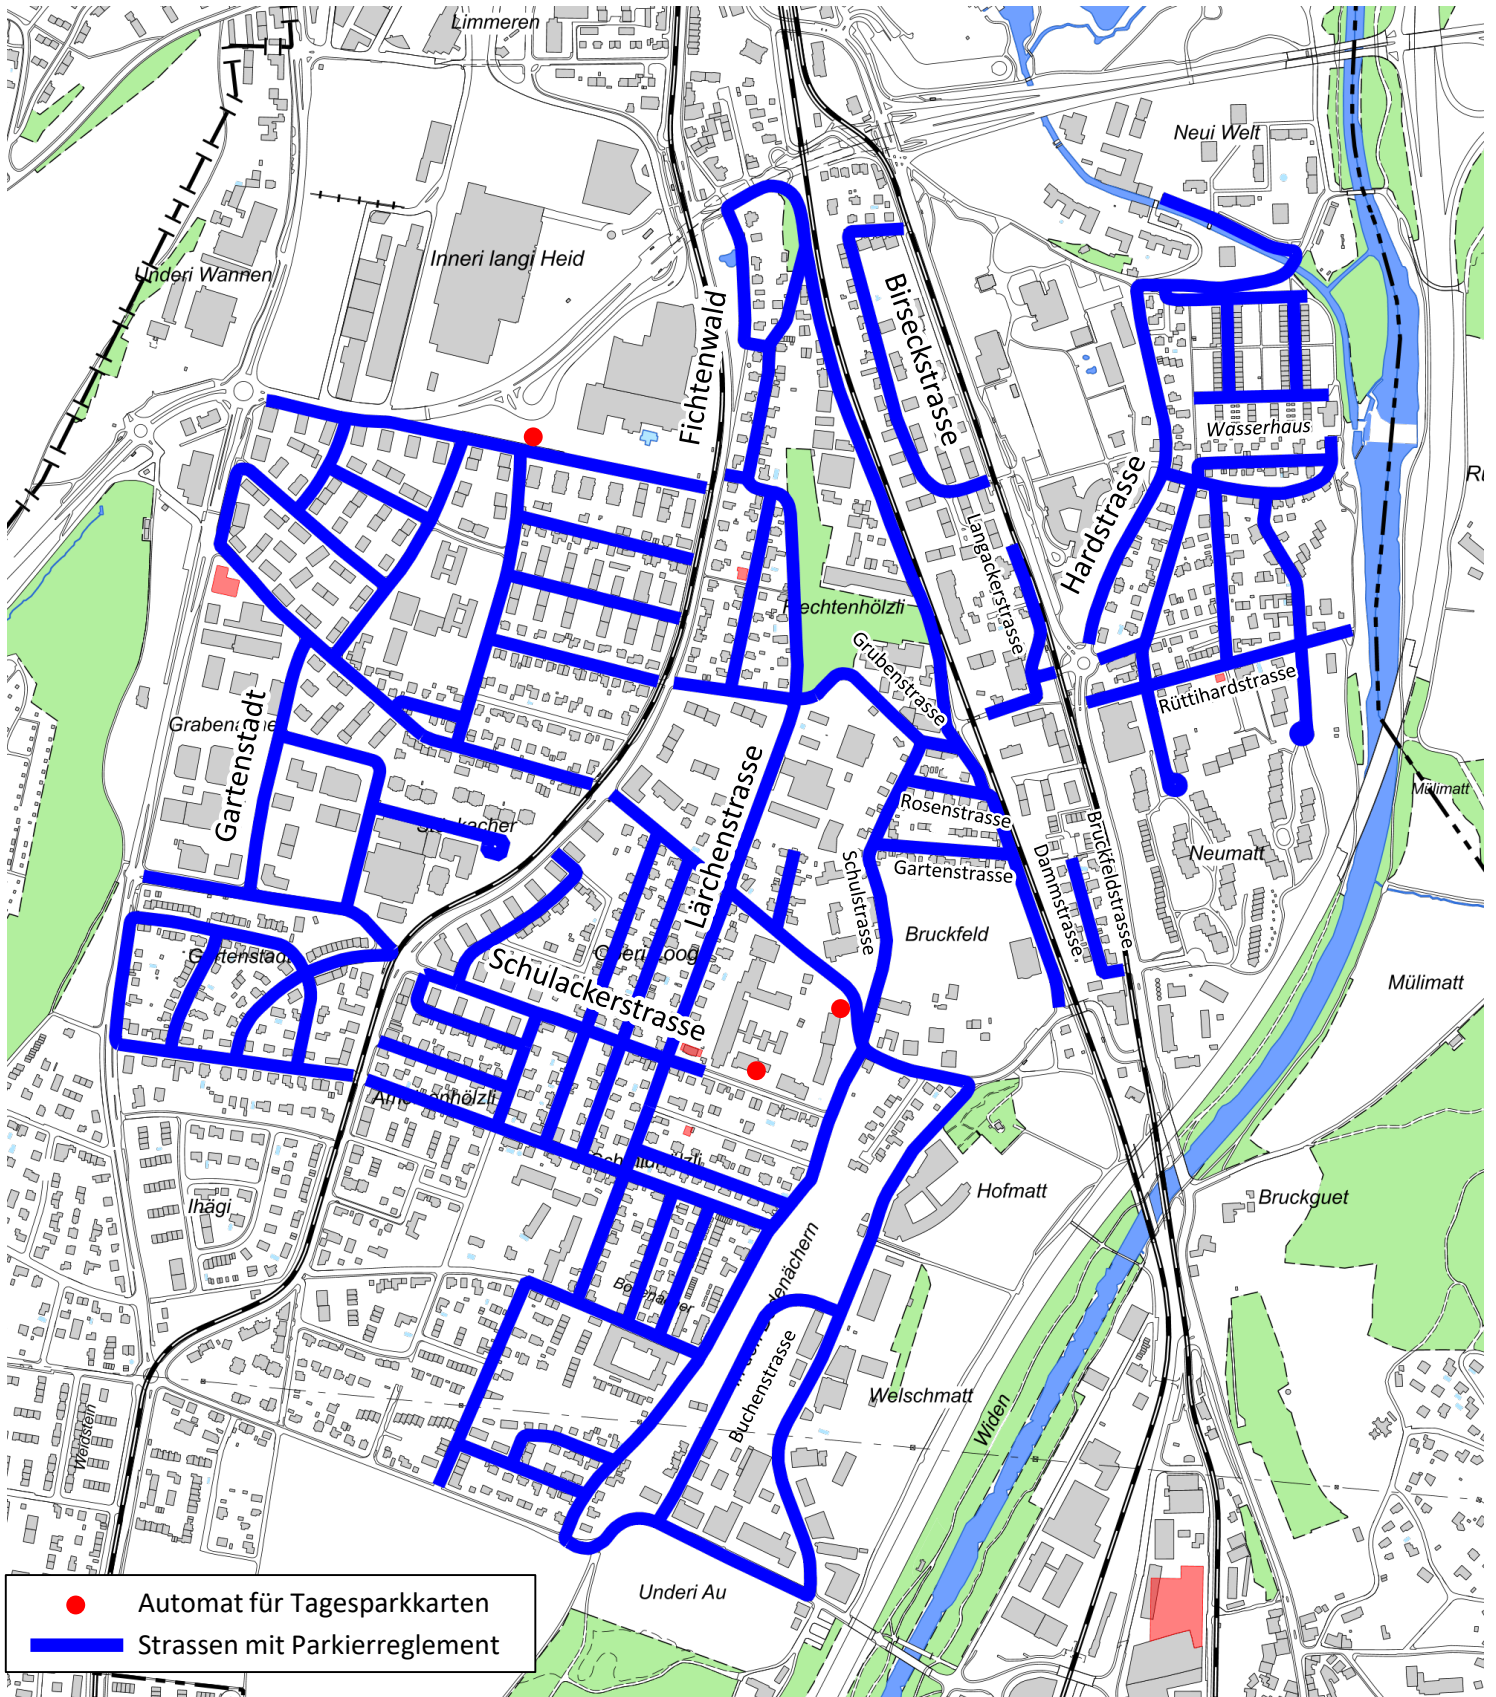 Limmeren
Neui Welt
Underi Wannen
Inneri langi Heid
Fichtenwald
Birseckstrasse
Wasserhaus
Hardstrasse
Langackerstrasse
Rüttihardstrasse
Grubenstrasse
Gartenstadt
Lärchenstrasse
Mülimatt
Rosenstrasse
Bruckfeldstrasse
Dammstrasse
Neumatt
Gartenstrasse
Schulstrasse
Bruckfeld
Gartenstadt
Schulackerstrasse
Mülimatt
Hofmatt
Bruckguet
Ihägi
Buchenstrasse
Welschmatt
Widen
Weidstein
Underi Au
Automat für Tagesparkkarten
Strassen mit Parkierreglement